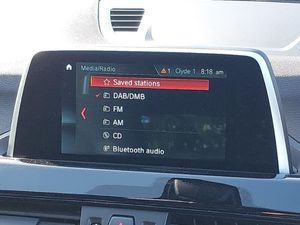 Media/Radio 1 Clyde 1 8:18 am
Saved stations
DAB/DMB
FM
AM
CD
Bluetooth audio